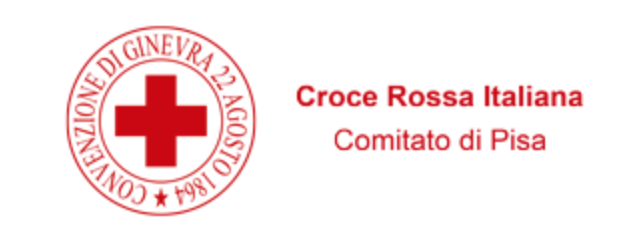 CONVENZIONE DI GINEVRA 22 AGOSTO 1864
Croce Rossa Italiana
Comitato di Pisa